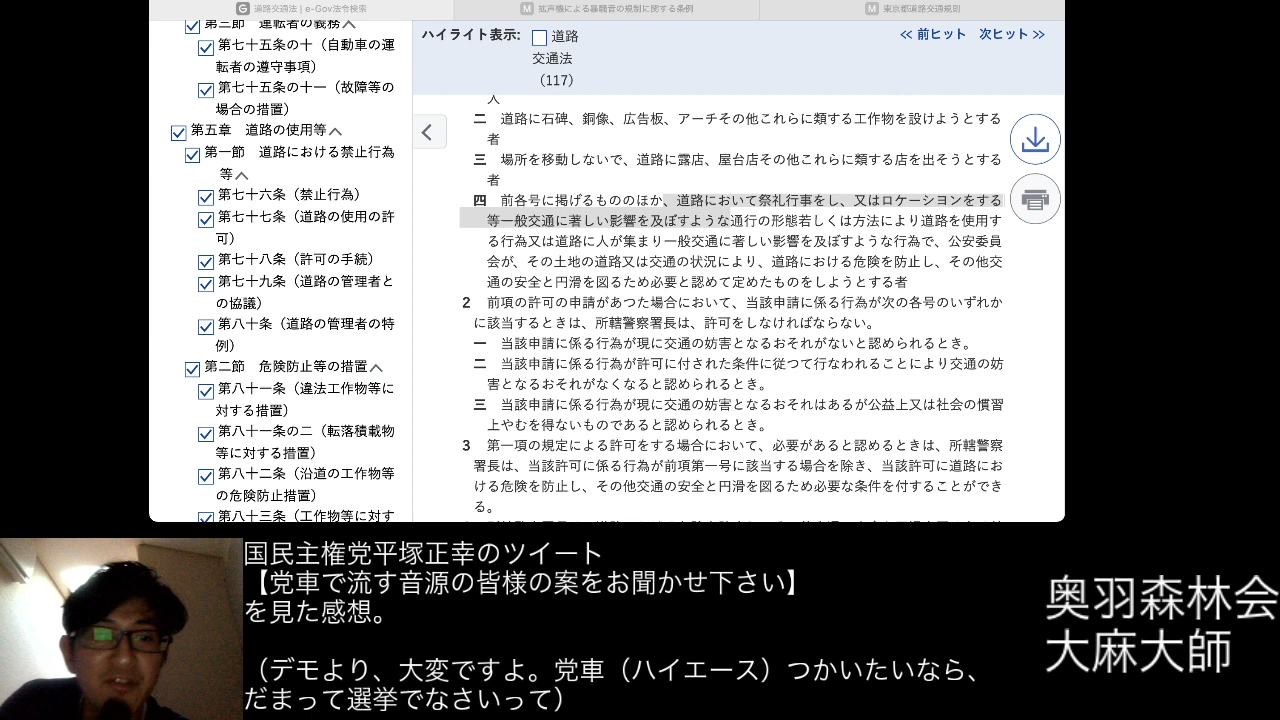 道路交通法 | e-Gov法令検索
拡声機による暴騒音の規制に関する条例
東京都道路交通規則
第三節 運転者の義務
第七十五条の十（自動車の運
転者の遵守事項）
第七十五条の十一（故障等の
場合の措置）
第五章 道路の使用等
第一節 道路における禁止行為
等
第七十六条（禁止行為）
第七十七条（道路の使用の許
可）
第七十八条（許可の手続）
第七十九条（道路の管理者と
の協議）
第八十条（道路の管理者の特
例）
第二節 危険防止等の措置
第八十一条（違法工作物等に
対する措置）
第八十一条の二（転落積載物
等に対する措置）
第八十二条（沿道の工作物等
の危険防止措置）
第八十三条（工作物等に対す
ハイライト表示: 道路
交通法
（117）
前ヒット 次ヒット
人
二 道路に石碑、銅像、広告板、アーチその他これらに類する工作物を設けようとする
者
三 場所を移動しないで、道路に露店、屋台店その他これらに類する店を出そうとする
者
四 前各号に掲げるもののほか、道路において祭礼行事をし、又はロケーションをする
等一般交通に著しい影響を及ぼすような通行の形態若しくは方法により道路を使用す
る行為又は道路に人が集まり一般交通に著しい影響を及ぼすような行為で、公安委員
会が、その土地の道路又は交通の状況により、道路における危険を防止し、その他交
通の安全と円滑を図るため必要と認めて定めたものをしようとする者
2 前項の許可の申請があつた場合において、当該申請に係る行為が次の各号のいずれか
に該当するときは、所轄警察署長は、許可をしなければならない。
一 当該申請に係る行為が現に交通の妨害となるおそれがないと認められるとき。
二 当該申請に係る行為が許可に付された条件に従つて行なわれることにより交通の妨
害となるおそれがなくなると認められるとき。
三 当該申請に係る行為が現に交通の妨害となるおそれはあるが公益上又は社会の慣習
上やむを得ないものであると認められるとき。
3 第一項の規定による許可をする場合において、必要があると認めるときは、所轄警察
署長は、当該許可に係る行為が前項第一号に該当する場合を除き、当該許可に道路にお
ける危険を防止し、その他交通の安全と円滑を図るため必要な条件を付することができ
る。
国民主権党平塚正幸のツイート
【党車で流す音源の皆様の案をお聞かせ下さい】
を見た感想。
（デモより、大変ですよ。党車（ハイエース）つかいたいなら、
だまって選挙でなさいって）
奥羽森林会
大麻大師